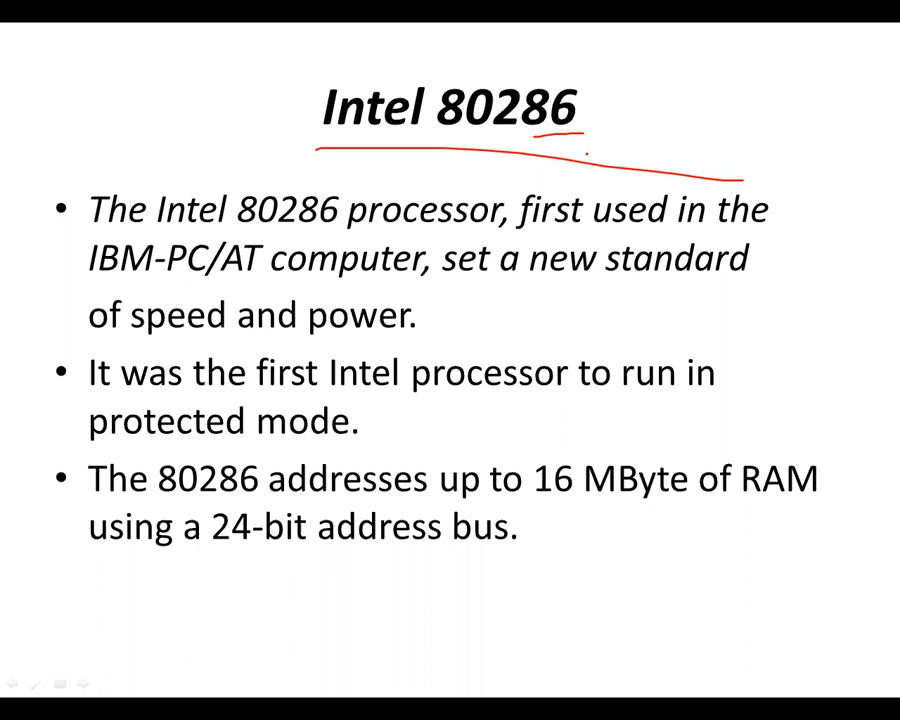 Intel 80286
• The Intel 80286 processor, first used in the
IBM-PC/AT computer, set a new standard
of speed and power.
• It was the first Intel processor to run in
protected mode.
• The 80286 addresses up to 16 MByte of RAM
using a 24-bit address bus.